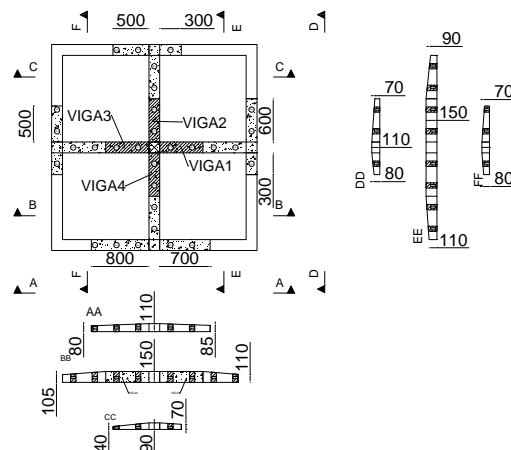 F 500 300 E D
90
C C
70 70
VIGA3 VIGA2
500 600
150
110
VIGA1
VIGA4
300
DD 80 FF 80
B B
EE 110
800 700
A F E A D
AA 110
80 85
BB 150 110
105
CC 70
40 90